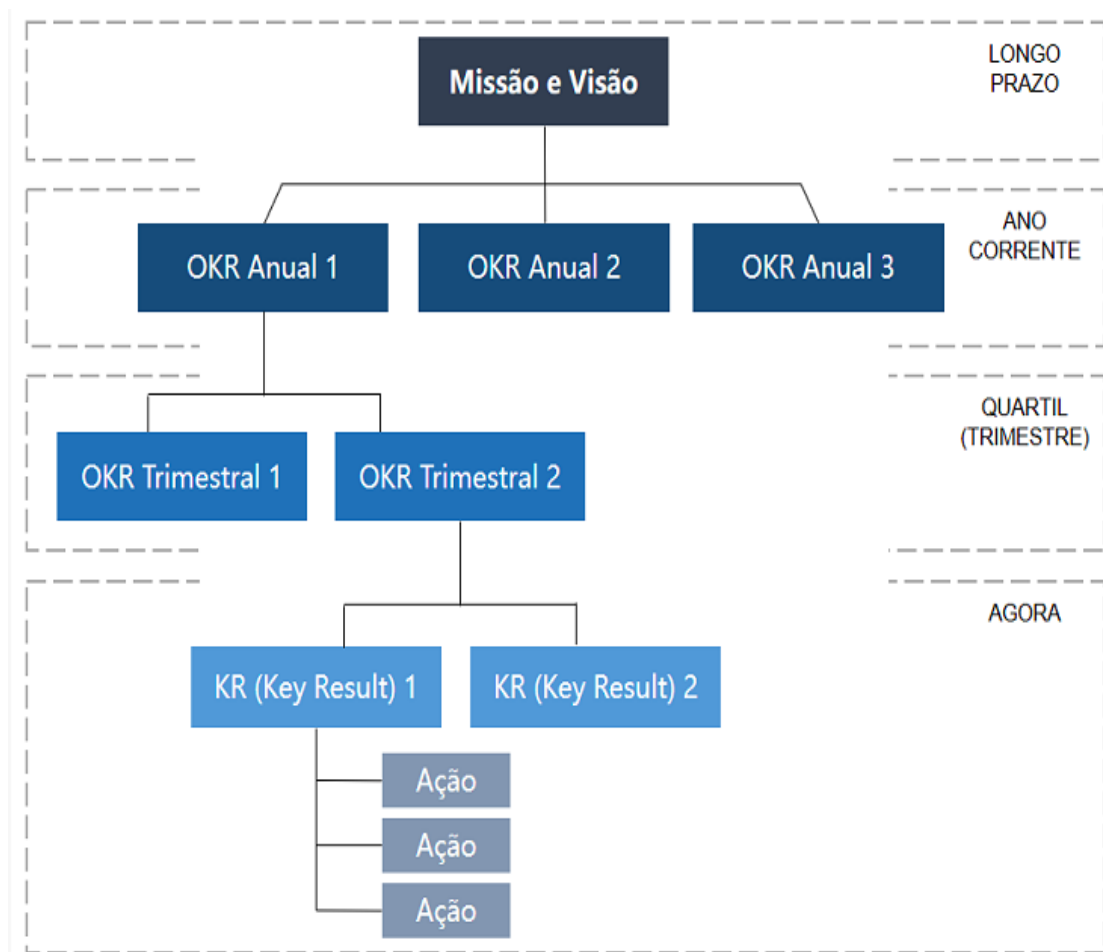 LONGO
PRAZO
Missão e Visão
ANO
CORRENTE
OKR Anual 1
OKR Anual 2
OKR Anual 3
QUARTIL
(TRIMESTRE)
OKR Trimestral 1
OKR Trimestral 2
AGORA
KR (Key Result) 1
KR (Key Result) 2
Ação
Ação
Ação